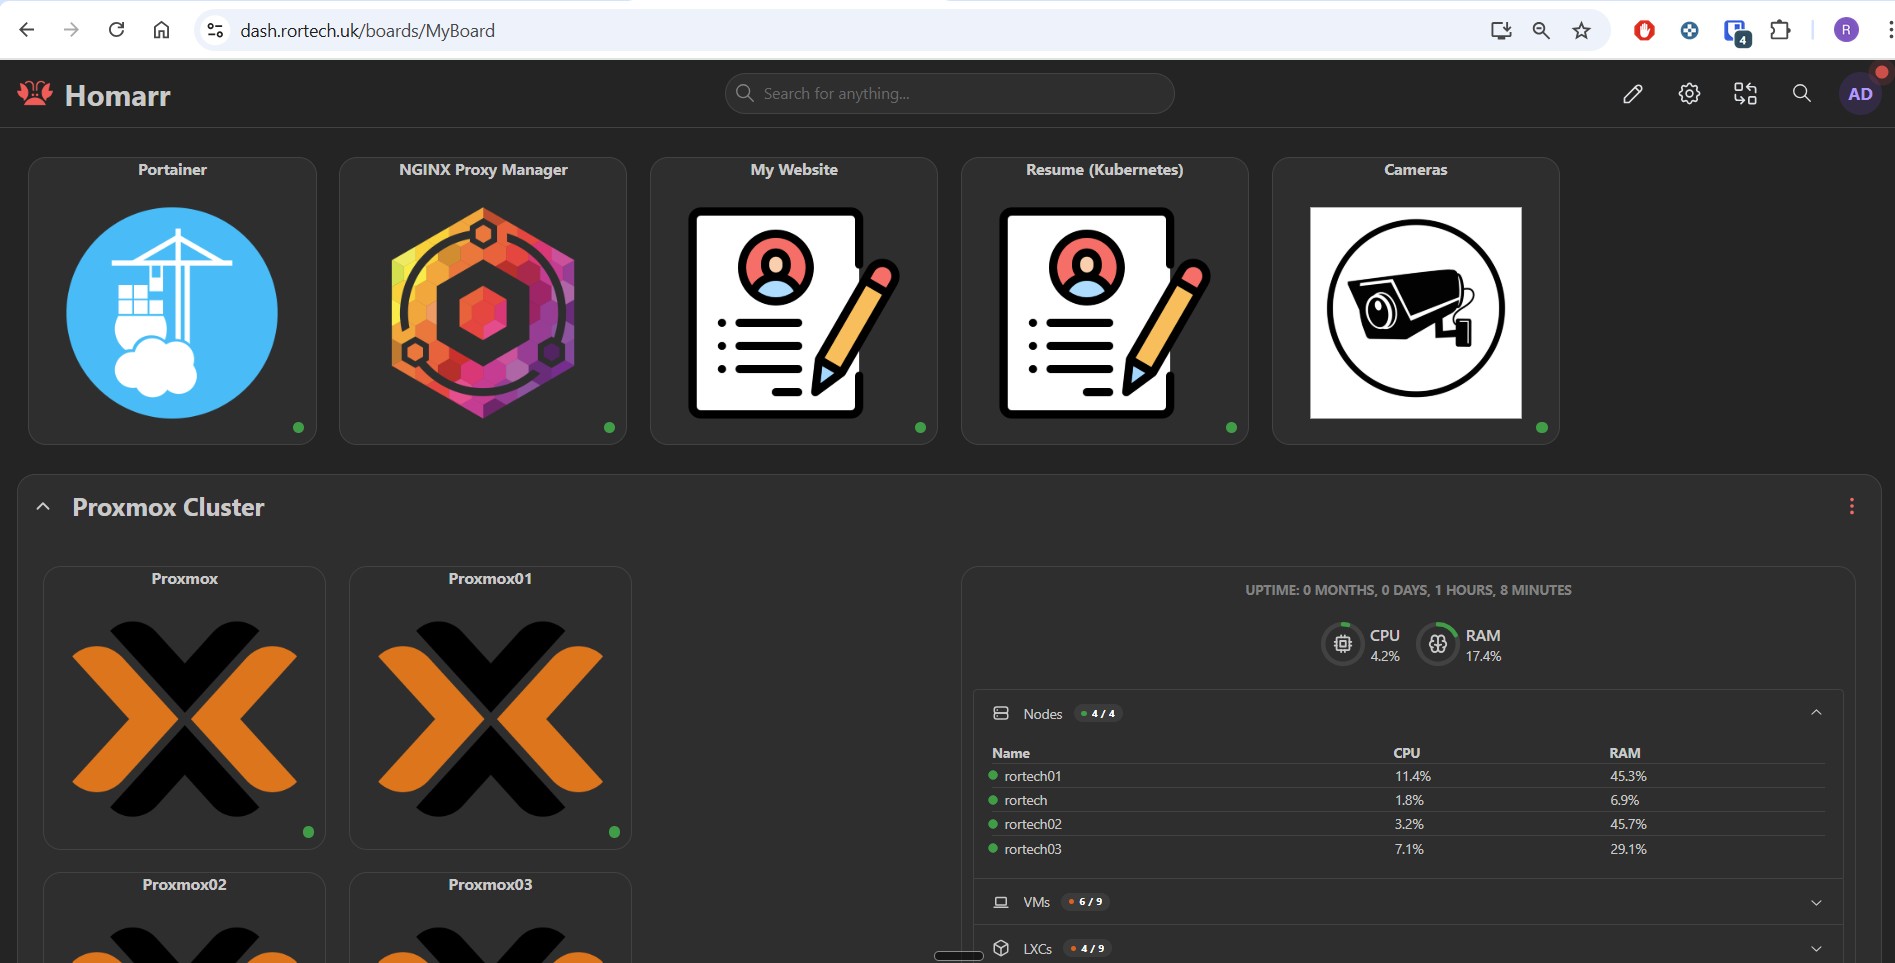 dash.rortech.uk/boards/MyBoard
4
R
Homarr
Search for anything...
AD
Portainer
NGINX Proxy Manager
My Website
Resume (Kubernetes)
Cameras
Proxmox Cluster
Proxmox
Proxmox01
UPTIME: 0 MONTHS, 0 DAYS, 1 HOURS, 8 MINUTES
CPU
4.2%
RAM
17.4%
Nodes 4 / 4
Name CPU RAM
rortech01 11.4% 45.3%
rortech 1.8% 6.9%
rortech02 3.2% 45.7%
rortech03 7.1% 29.1%
Proxmox02
Proxmox03
VMs 6 / 9
LXCs 4 / 9